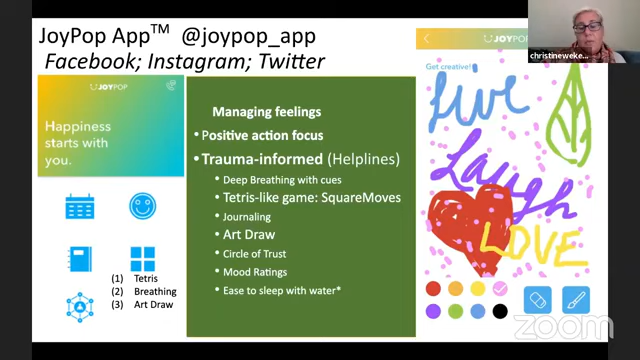 JoyPop App™ @joypop_app
Facebook; Instagram; Twitter
JOYPOP
Happiness
starts with
you.
(1) Tetris
(2) Breathing
(3) Art Draw
Managing feelings
• Positive action focus
• Trauma-informed (Helplines)
• Deep Breathing with cues
• Tetris-like game: SquareMoves
• Journaling
• Art Draw
• Circle of Trust
• Mood Ratings
• Ease to sleep with water*
JOYPOP
Get creative!
live
Laugh
LOVE
christineweke...
zoom